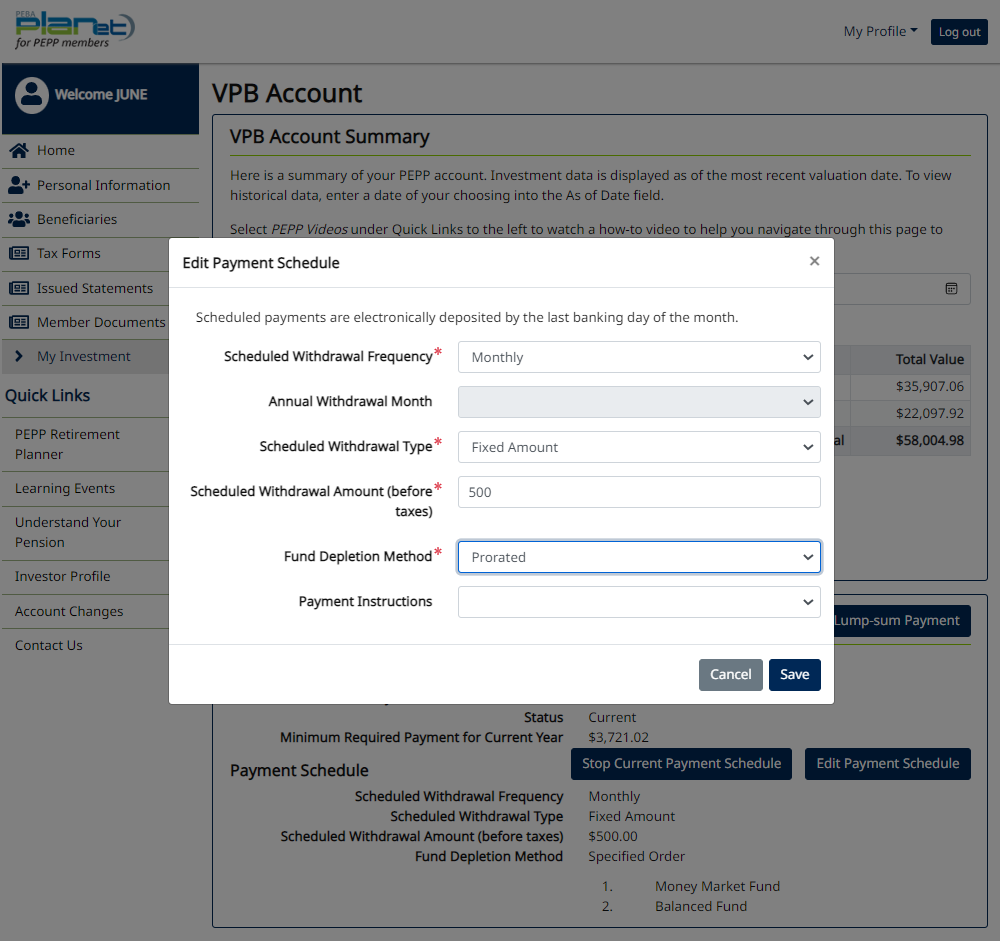 PEBA
planet
for PEPP members
My Profile
Log out
Welcome JUNE
Home
Personal Information
Beneficiaries
Tax Forms
Issued Statements
Member Documents
My Investment
Quick Links
PEPP Retirement
Planner
Learning Events
Understand Your
Pension
Investor Profile
Account Changes
Contact Us
VPB Account
VPB Account Summary
Here is a summary of your PEPP account. Investment data is displayed as of the most recent valuation date. To view
historical data, enter a date of your choosing into the As of Date field.
Select PEPP Videos under Quick Links to the left to watch a how-to video to help you navigate through this page to
Total Value
$35,907.06
$22,097.92
al $58,004.98
Edit Payment Schedule ×
Scheduled payments are electronically deposited by the last banking day of the month.
Scheduled Withdrawal Frequency* Monthly
Annual Withdrawal Month
Scheduled Withdrawal Type* Fixed Amount
Scheduled Withdrawal Amount (before* 500
taxes)
Fund Depletion Method* Prorated
Payment Instructions
Cancel Save
Lump-sum Payment
Status Current
Minimum Required Payment for Current Year $3,721.02
Payment Schedule Stop Current Payment Schedule Edit Payment Schedule
Scheduled Withdrawal Frequency Monthly
Scheduled Withdrawal Type Fixed Amount
Scheduled Withdrawal Amount (before taxes) $500.00
Fund Depletion Method Specified Order
1. Money Market Fund
2. Balanced Fund